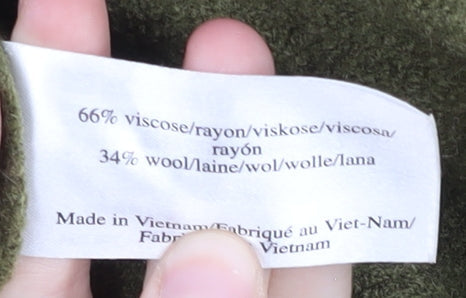 66% viscose/rayon/viskose/viscosa/
rayón
34% wool/laine/wol/wolle/lana
Made in Vietnam/Fabriqué au Viet-Nam/
Vietnam